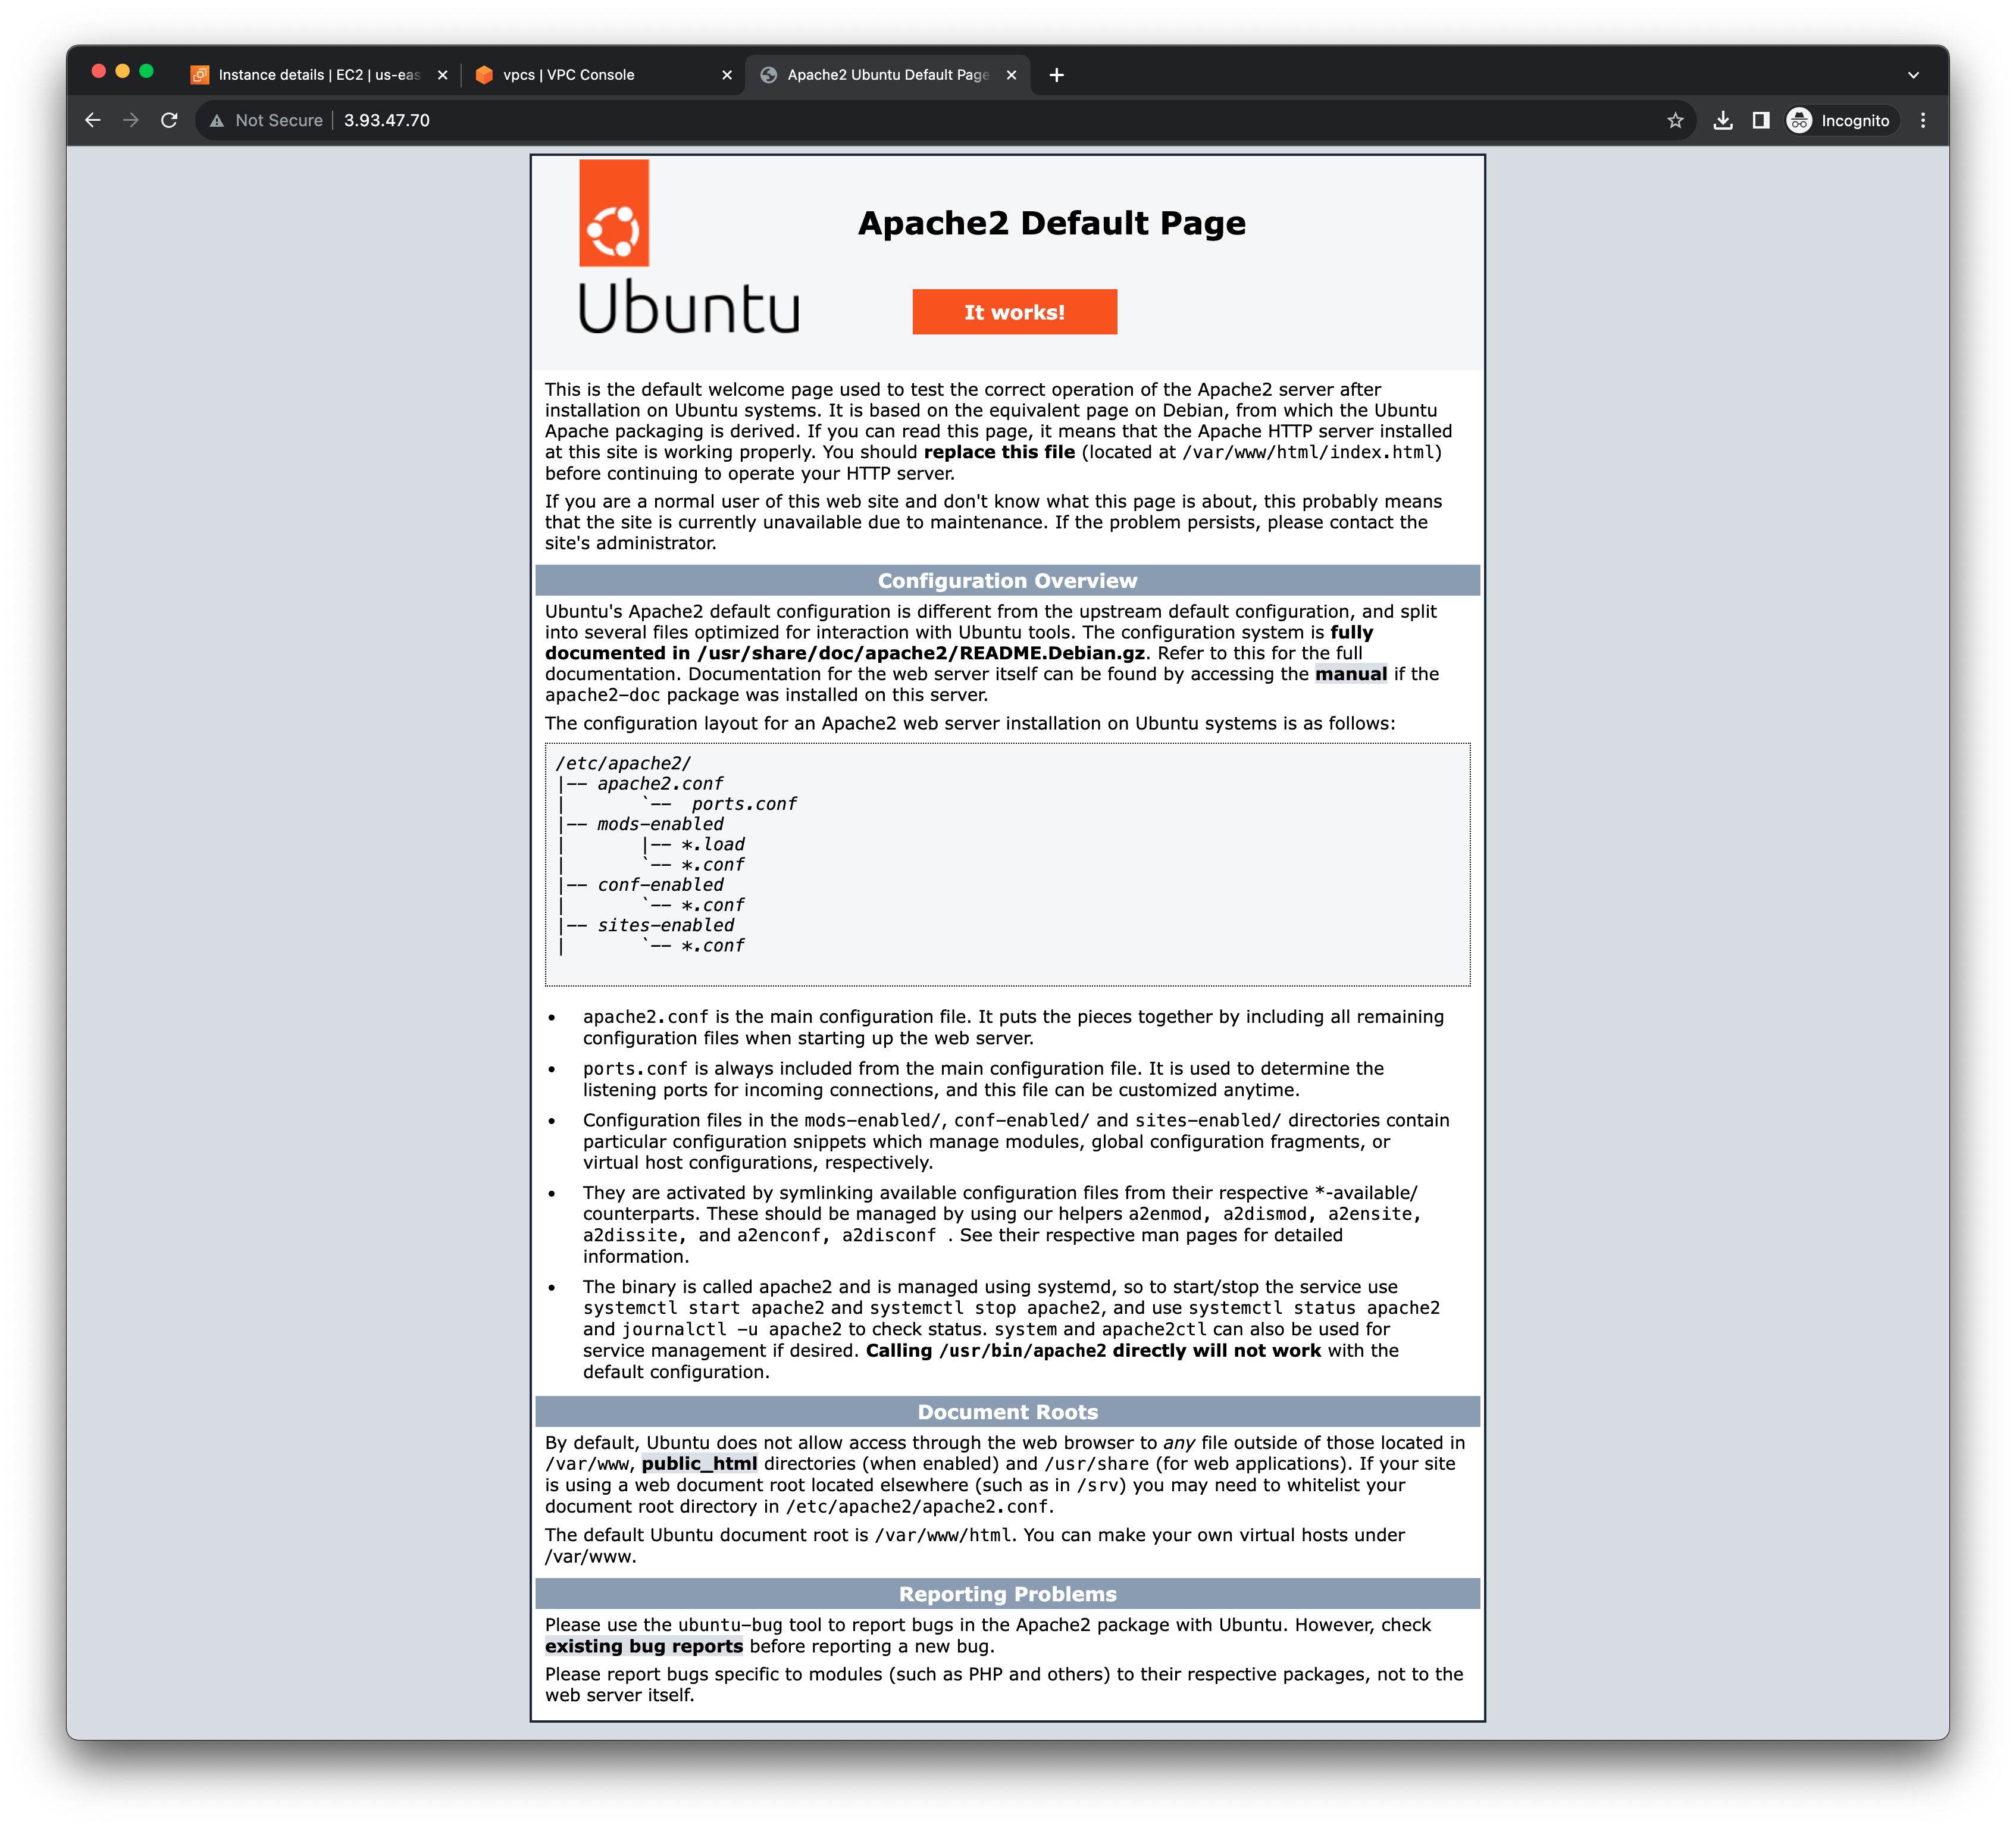 Instance details | EC2 | us-eas
vpcs | VPC Console
Apache2 Ubuntu Default Page
Not Secure
3.93.47.70
Incognito
Apache2 Default Page
Ubuntu
It works!
This is the default welcome page used to test the correct operation of the Apache2 server after
installation on Ubuntu systems. It is based on the equivalent page on Debian, from which the Ubuntu
Apache packaging is derived. If you can read this page, it means that the Apache HTTP server installed
at this site is working properly. You should replace this file (located at /var/www/html/index.html)
before continuing to operate your HTTP server.
If you are a normal user of this web site and don't know what this page is about, this probably means
that the site is currently unavailable due to maintenance. If the problem persists, please contact the
site's administrator.
Configuration Overview
Ubuntu's Apache2 default configuration is different from the upstream default configuration, and split
into several files optimized for interaction with Ubuntu tools. The configuration system is fully
documented in /usr/share/doc/apache2/README.Debian.gz. Refer to this for the full
documentation. Documentation for the web server itself can be found by accessing the manual if the
apache2-doc package was installed on this server.
The configuration layout for an Apache2 web server installation on Ubuntu systems is as follows:
/etc/apache2/
|-- apache2.conf
|       `--  ports.conf
|-- mods-enabled
|       |-- *.load
|       `-- *.conf
|-- conf-enabled
|       `-- *.conf
|-- sites-enabled
|       `-- *.conf
• apache2.conf is the main configuration file. It puts the pieces together by including all remaining
configuration files when starting up the web server.
• ports.conf is always included from the main configuration file. It is used to determine the
listening ports for incoming connections, and this file can be customized anytime.
• Configuration files in the mods-enabled/, conf-enabled/ and sites-enabled/ directories contain
particular configuration snippets which manage modules, global configuration fragments, or
virtual host configurations, respectively.
• They are activated by symlinking available configuration files from their respective *-available/
counterparts. These should be managed by using our helpers a2enmod, a2dismod, a2ensite,
a2dissite, and a2enconf, a2disconf . See their respective man pages for detailed
information.
• The binary is called apache2 and is managed using systemd, so to start/stop the service use
systemctl start apache2 and systemctl stop apache2, and use systemctl status apache2
and journalctl -u apache2 to check status. system and apache2ctl can also be used for
service management if desired. Calling /usr/bin/apache2 directly will not work with the
default configuration.
Document Roots
By default, Ubuntu does not allow access through the web browser to any file outside of those located in
/var/www, public_html directories (when enabled) and /usr/share (for web applications). If your site
is using a web document root located elsewhere (such as in /srv) you may need to whitelist your
document root directory in /etc/apache2/apache2.conf.
The default Ubuntu document root is /var/www/html. You can make your own virtual hosts under
/var/www.
Reporting Problems
Please use the ubuntu-bug tool to report bugs in the Apache2 package with Ubuntu. However, check
existing bug reports before reporting a new bug.
Please report bugs specific to modules (such as PHP and others) to their respective packages, not to the
web server itself.